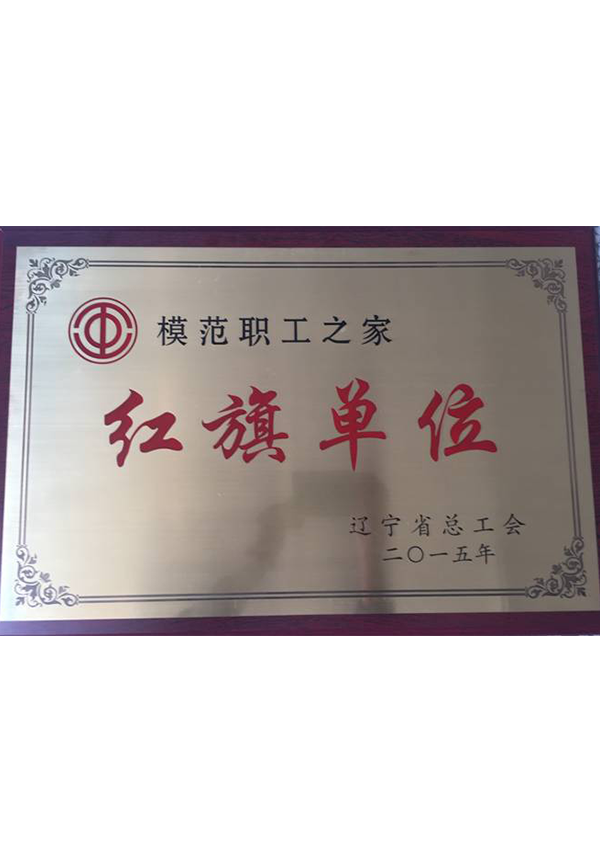 模范职工之家
红旗单位
辽宁省总工会
二〇一五年